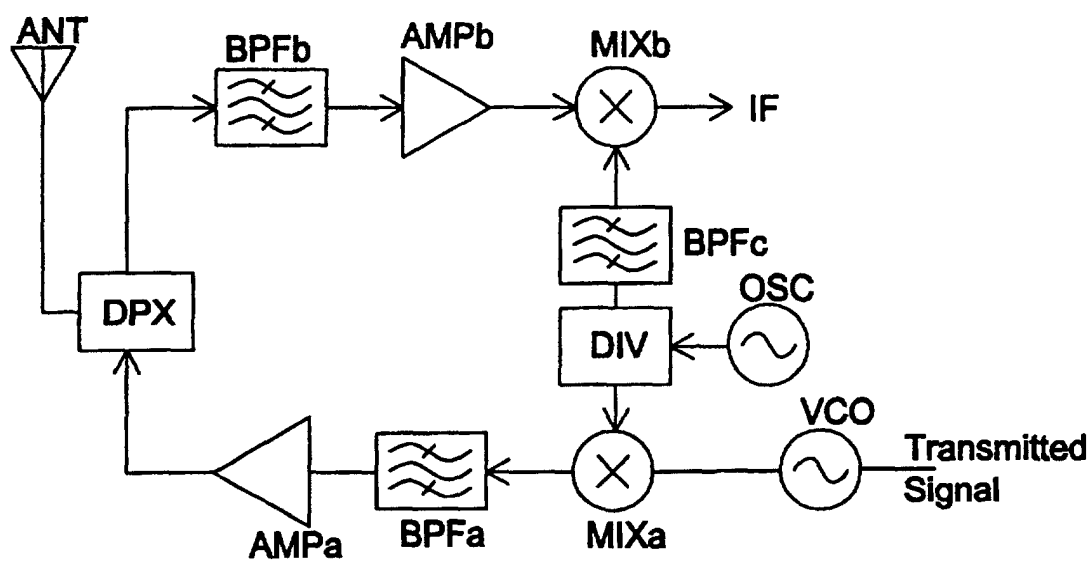 ANT
BPFb
AMPb
MIXb
IF
BPFc
OSC
DPX
DIV
VCO
Transmitted
Signal
AMPa
BPFa
MIXa